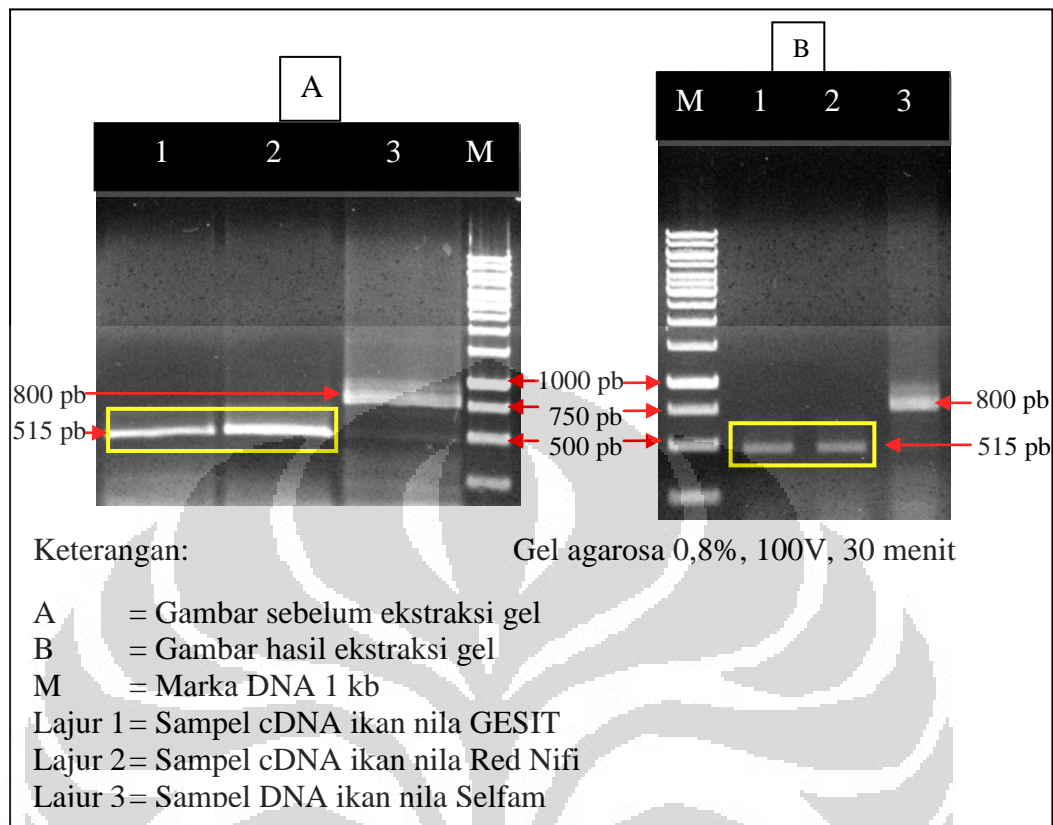 A
B
1 2 3 M
M 1 2 3
800 pb
515 pb
1000 pb
750 pb
500 pb
800 pb
515 pb
Keterangan:
Gel agarosa 0,8%, 100V, 30 menit
A = Gambar sebelum ekstraksi gel
B = Gambar hasil ekstraksi gel
M = Marka DNA 1 kb
Lajur 1= Sampel cDNA ikan nila GESIT
Lajur 2= Sampel cDNA ikan nila Red Nifi
Lajur 3= Sampel DNA ikan nila Selfam